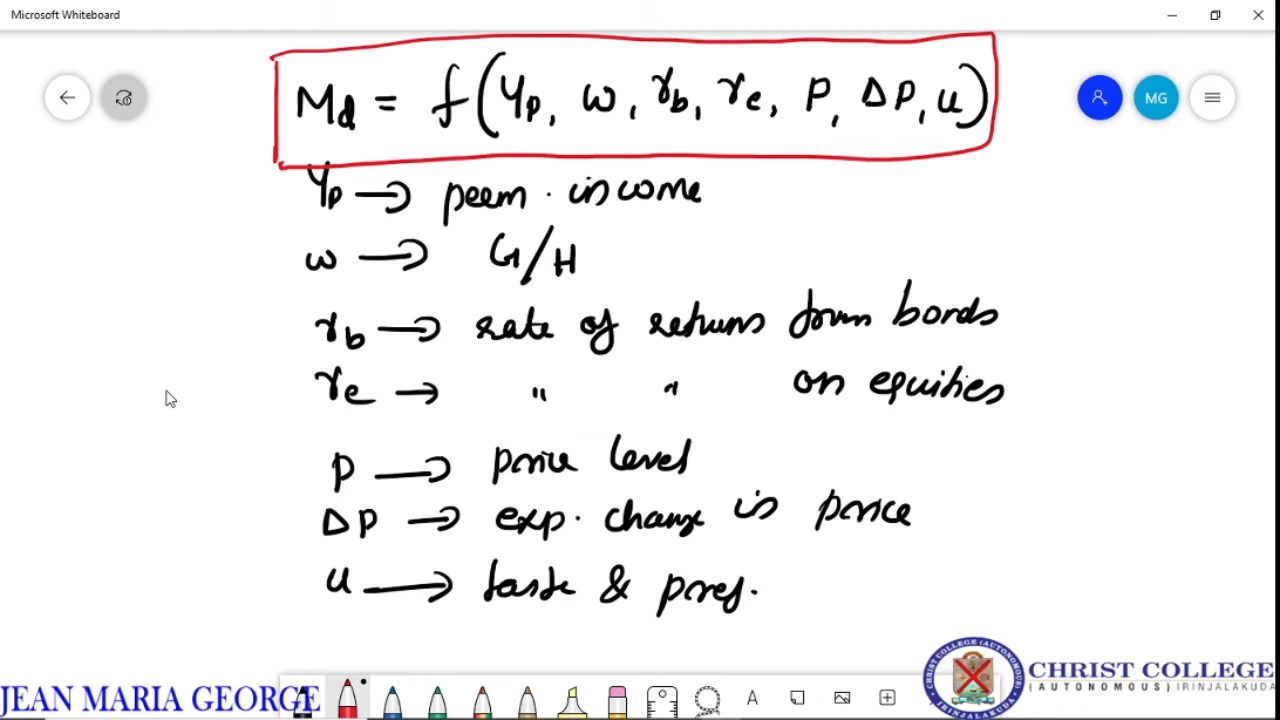 Microsoft Whiteboard
Md = f(Yp, w, rb, re, P, ΔP, u)
MG
Yp → perm. income
w → G/H
rb → rate of returns from bonds
re → " " on equities
P → price level
ΔP → exp. change in price
u → taste & pref.
JEAN MARIA GEORGE
A
CHRIST COLLEGE
(AUTONOMOUS) IRINJALAKUDA